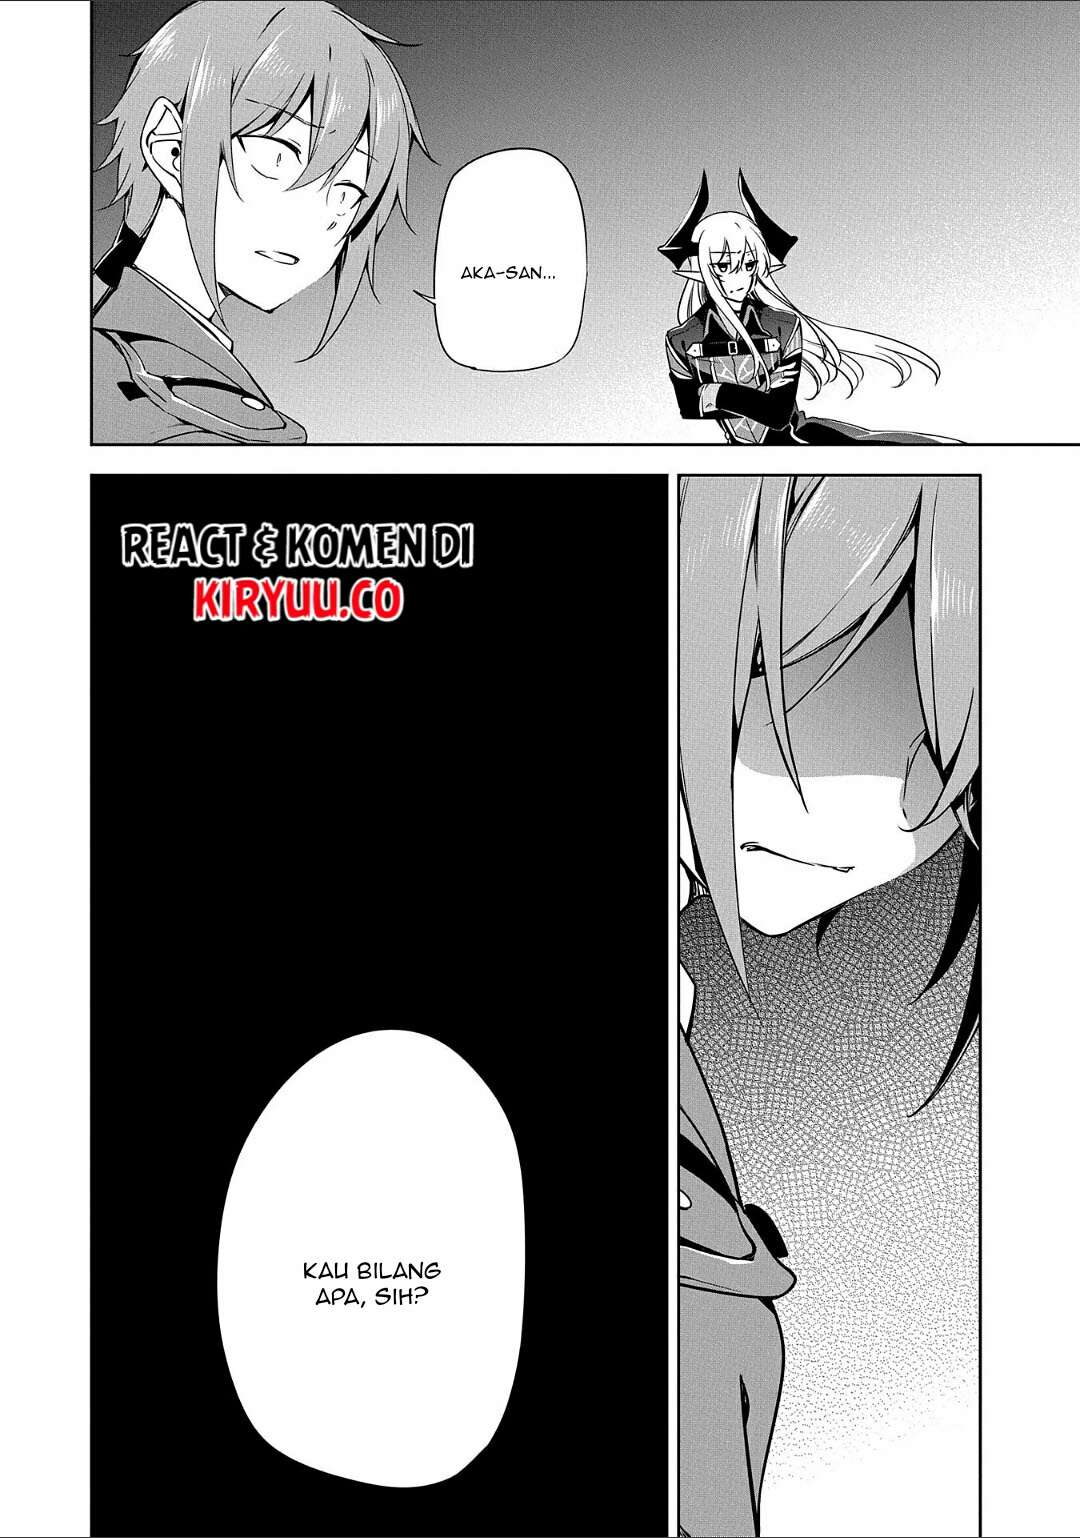 AKA-SAN...
REACT & KOMEN DI
KIRYUU.CO
KAU BILANG
APA, SIH?